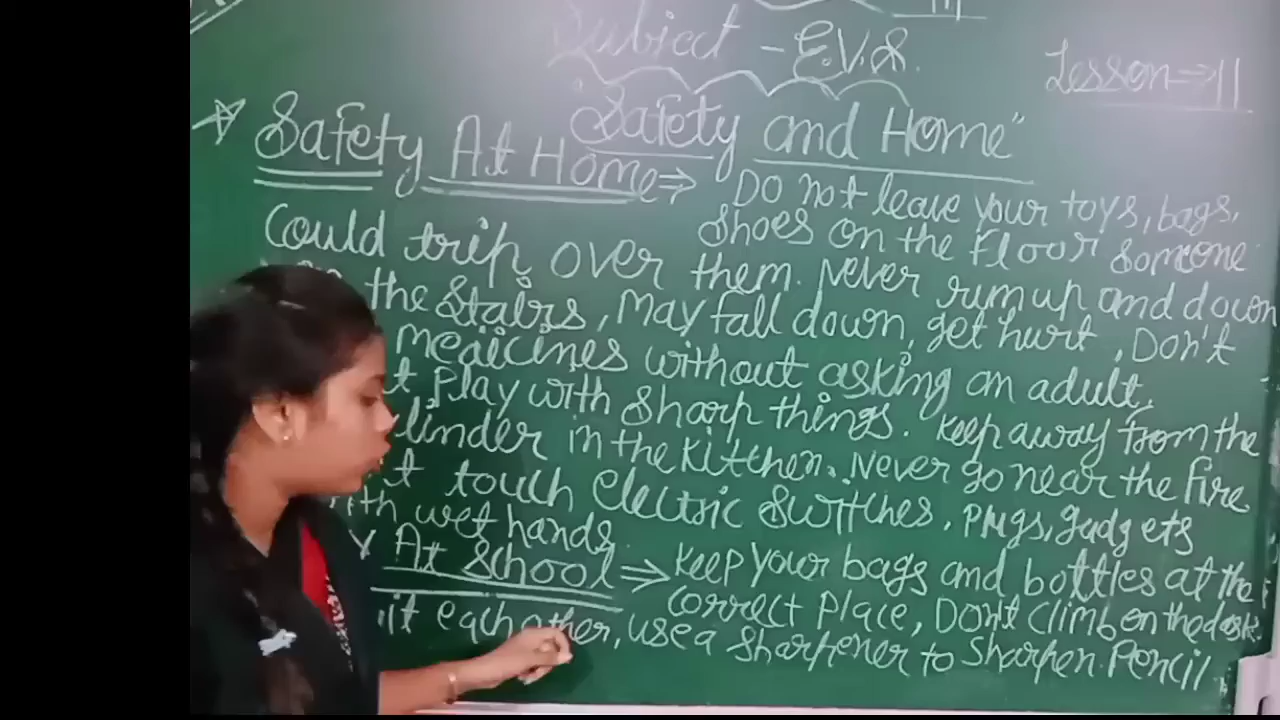 Subject - E.V.S.
Lesson ⇒ 11
"Safety and Home"
☆ Safety At Home ⇒ Do not leave your toys, bags,
shoes on the floor someone
Could trip over them. Never rum up and down
the Stairs, May fall down, get hurt, Don't
medicines without asking an adult,
t Play with sharp things. Keep away from the
linder in the Kitchen. Never go near the Fire
t touch Electric Switches, Plugs, gadgets
ith wet hands.
y At School ⇒ Keep your bags and bottles at the
correct Place, Don't climb on the desk.
it each other, use a Sharpener to Sharpen Pencil.